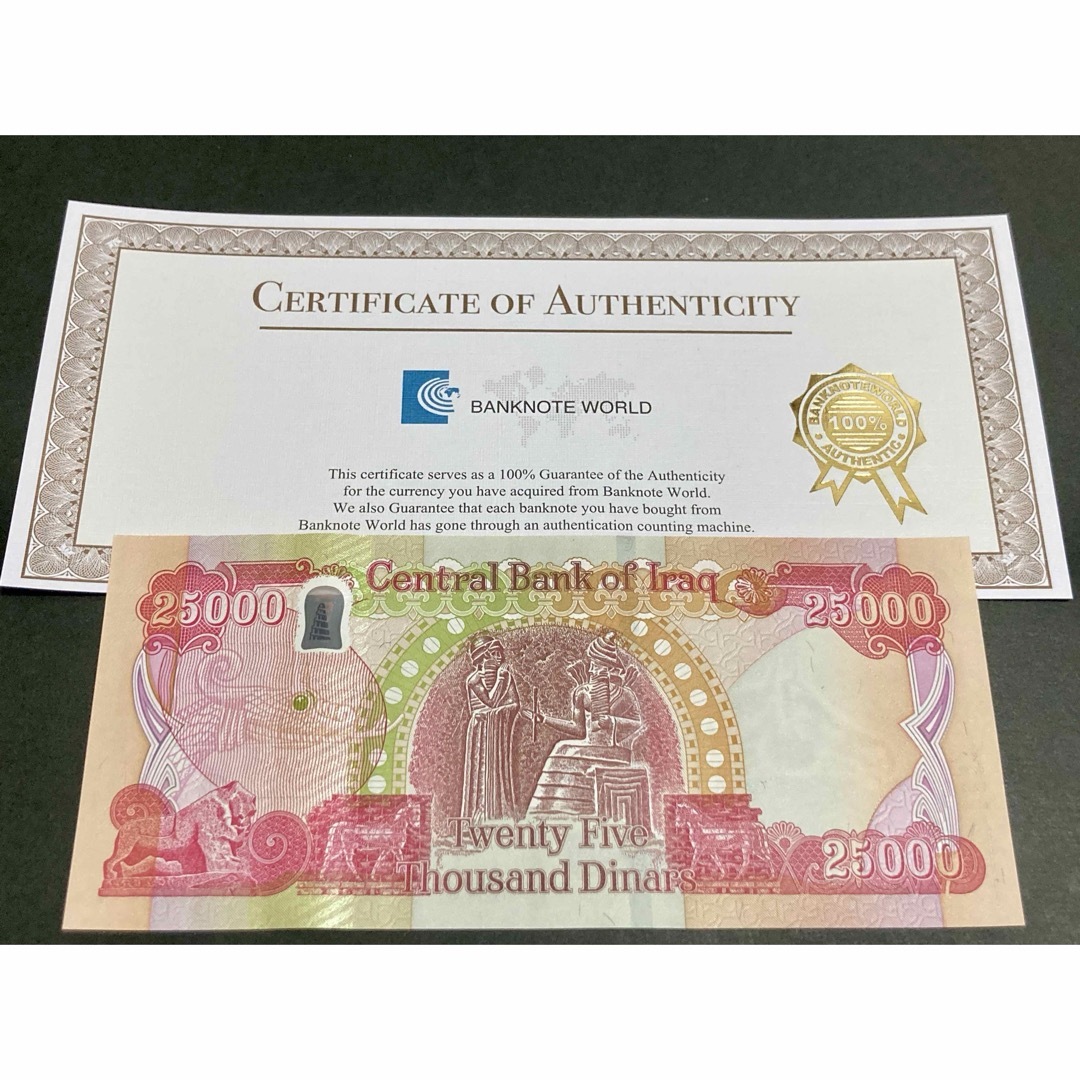 CERTIFICATE OF AUTHENTICITY
BANKNOTE WORLD
BANKNOTEWORLD
100%
AUTHENTIC
This certificate serves as a 100% Guarantee of the Authenticity
for the currency you have acquired from Banknote World.
We also Guarantee that each banknote you have bought from
Banknote World has gone through an authentication counting machine.
Central Bank of Iraq
25000
25000
Twenty Five
Thousand Dinars
25000